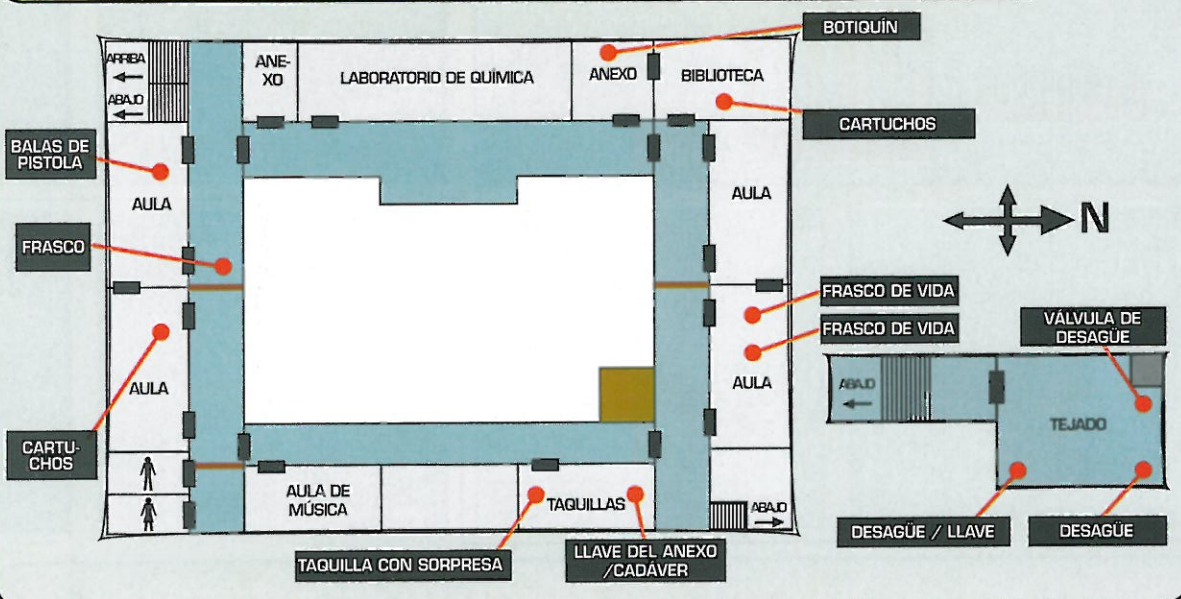 BOTIQUÍN
ARRIBA
ABAJO
ANE-
XO
LABORATORIO DE QUÍMICA
ANEXO
BIBLIOTECA
CARTUCHOS
BALAS DE
PISTOLA
AULA
AULA
FRASCO
N
FRASCO DE VIDA
FRASCO DE VIDA
VÁLVULA DE
DESAGÜE
AULA
AULA
ABAJO
TEJADO
CARTU-
CHOS
AULA DE
MÚSICA
TAQUILLAS
ABAJO
DESAGÜE / LLAVE
DESAGÜE
TAQUILLA CON SORPRESA
LLAVE DEL ANEXO
/CADÁVER